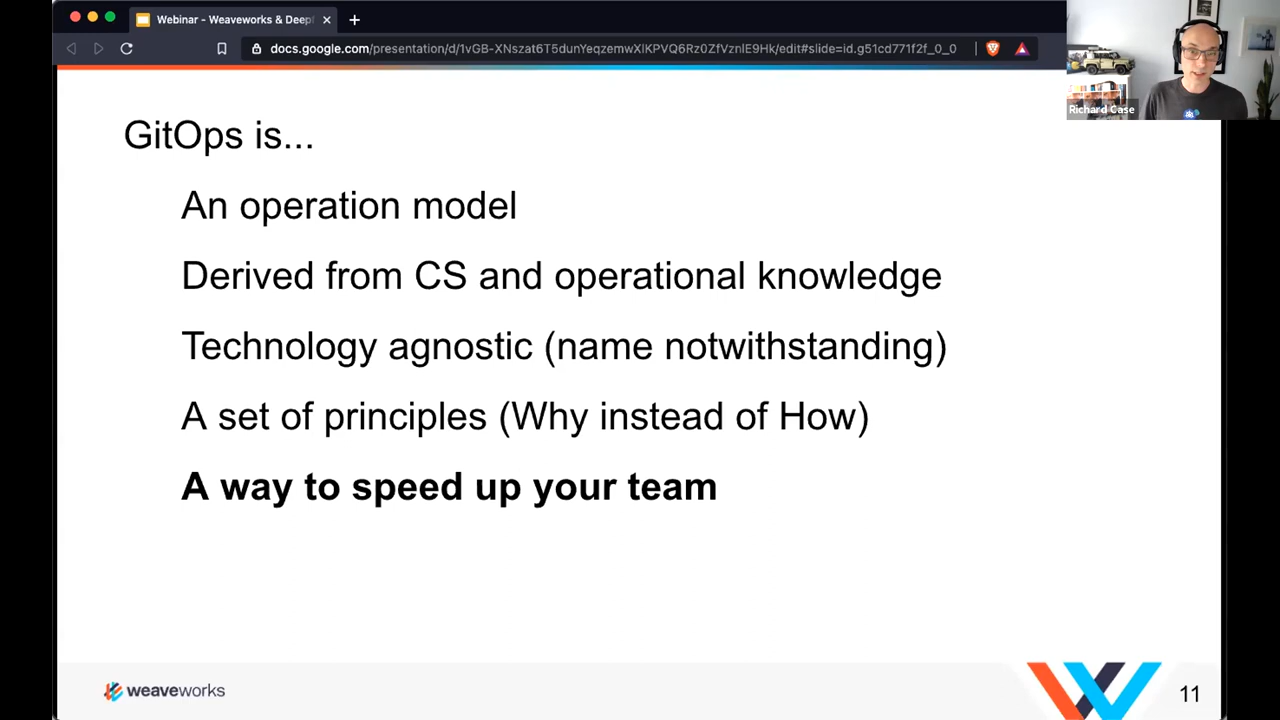 Webinar - Weaveworks & Deepf
docs.google.com/presentation/d/1vGB-XNszat6T5dunYeqzemwXlKPVQ6Rz0ZfVznlE9Hk/edit#slide=id.g51cd771f2f_0_0
Richard Case
GitOps is...
An operation model
Derived from CS and operational knowledge
Technology agnostic (name notwithstanding)
A set of principles (Why instead of How)
A way to speed up your team
weaveworks
11